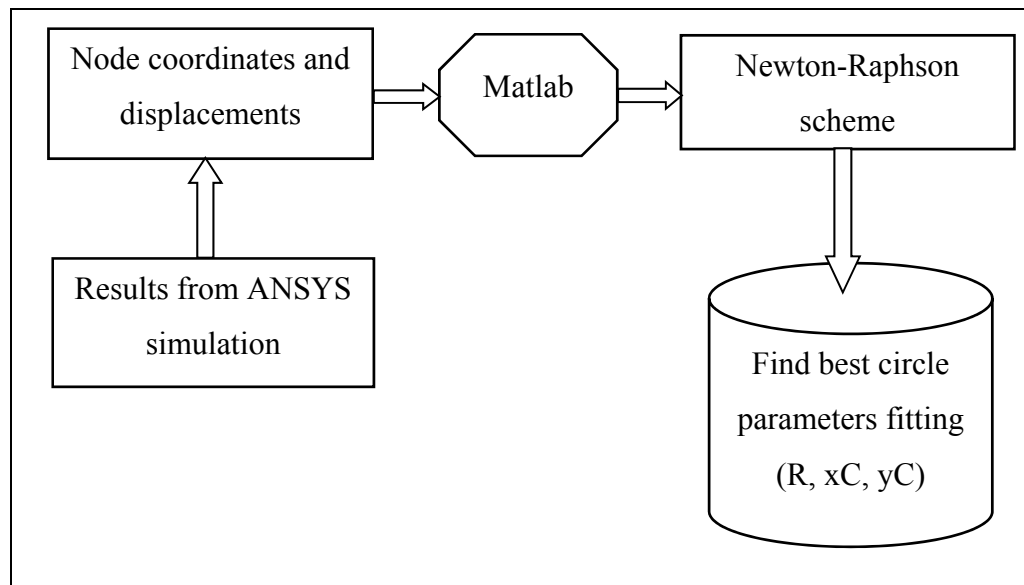 Node coordinates and
displacements
Matlab
Newton-Raphson
scheme
Results from ANSYS
simulation
Find best circle
parameters fitting
(R, xC, yC)